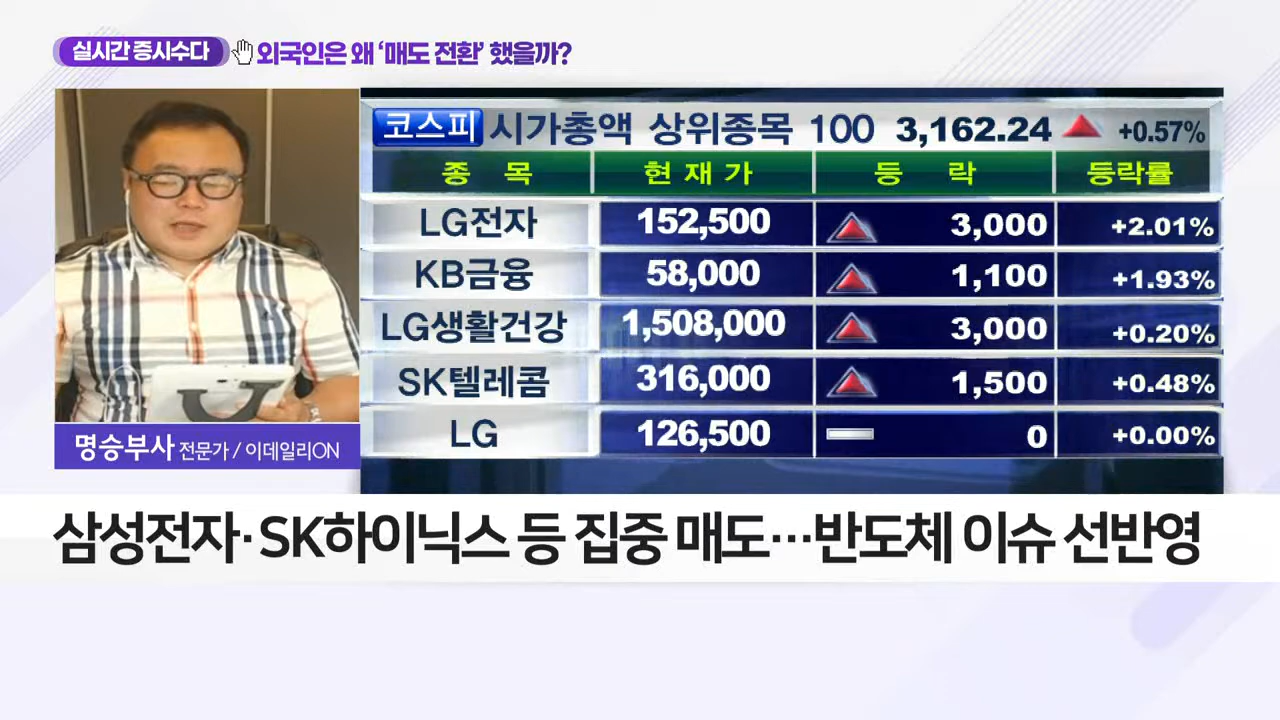 실시간 증시수다 외국인은 왜 '매도 전환' 했을까?
코스피 시가총액 상위종목 100 3,162.24 ▲ +0.57%
종 목 현 재 가 등 락 등락률
LG전자 152,500 ▲ 3,000 +2.01%
KB금융 58,000 ▲ 1,100 +1.93%
LG생활건강 1,508,000 ▲ 3,000 +0.20%
SK텔레콤 316,000 ▲ 1,500 +0.48%
LG 126,500 0 +0.00%
명승부사 전문가 / 이데일리ON
삼성전자·SK하이닉스 등 집중 매도…반도체 이슈 선반영